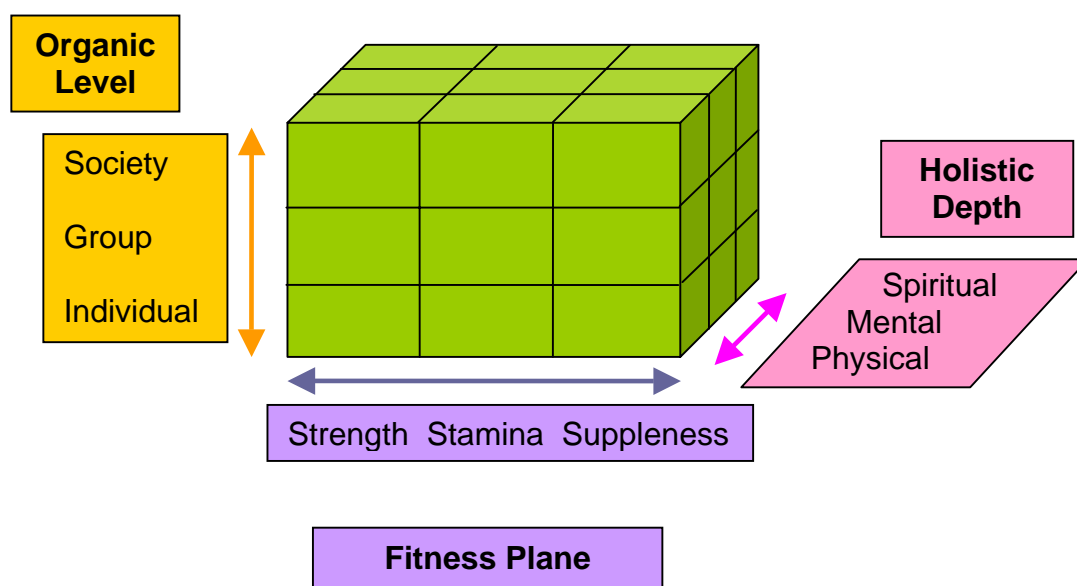 Organic
Level
Society
Group
Individual
Holistic
Depth
Spiritual
Mental
Physical
Strength Stamina Suppleness
Fitness Plane